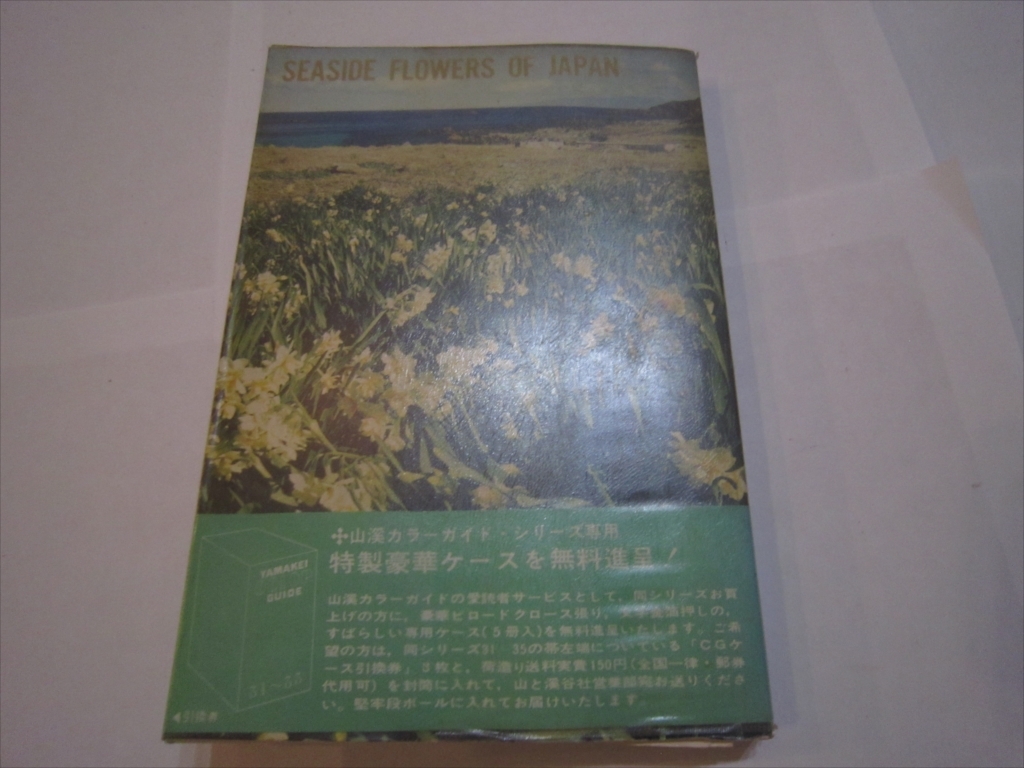 SEASIDE FLOWERS OF JAPAN
✢山溪カラーガイド・シリーズ専用
特製豪華ケースを無料進呈!
YAMAKEI
GUIDE
山溪カラーガイドの愛読者サービスとして、同シリーズお買
上げの方に、豪華ビロードクロース張り、押しの、
すばらしい専用ケース(5冊入)を無料進呈いたします。ご希
望の方は、同シリーズ31 35の帯左端についている「CGケ
ース引換券」3枚と、荷造り送料実費150円(全国一律・郵券
代用可)を封筒に入れて、山と溪谷社営業部宛お送りくださ
い。堅牢段ボールに入れてお届けいたします。
◀引換券